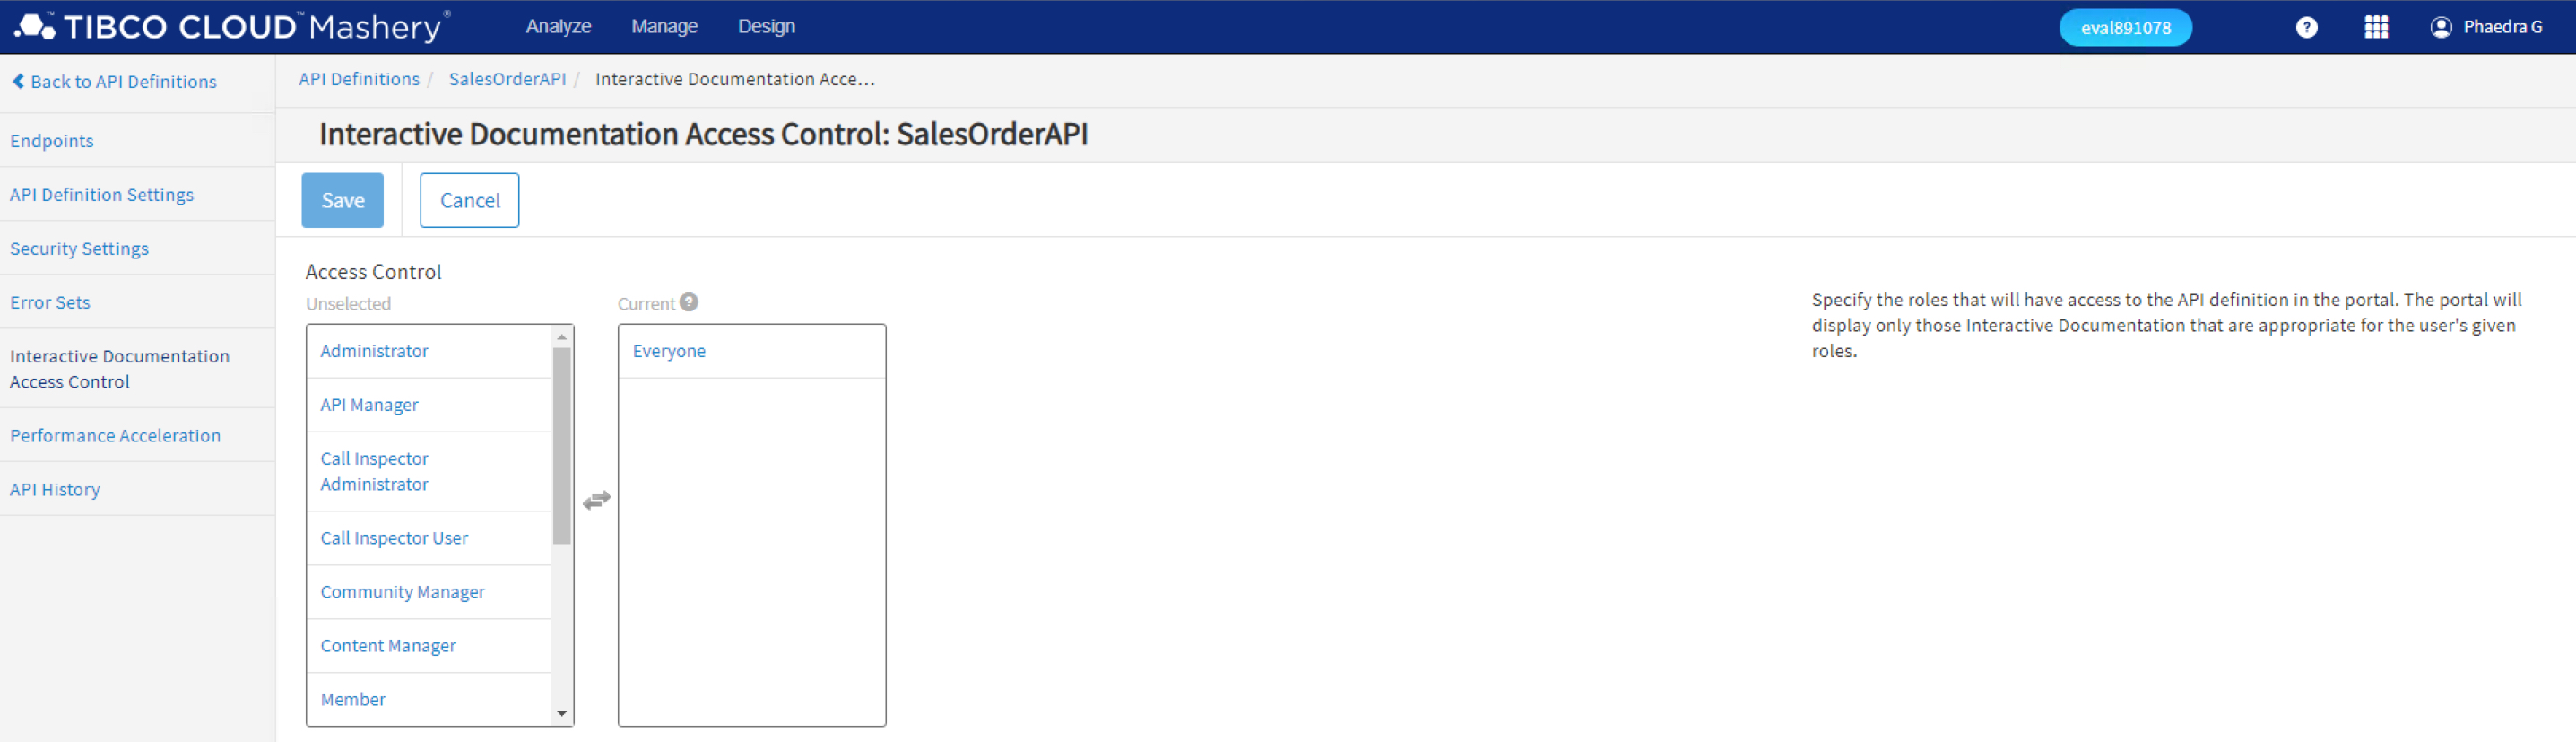 TIBCO CLOUD™ Mashery®
Analyze Manage Design
eval891078
? Phaedra G
Back to API Definitions
API Definitions / SalesOrderAPI / Interactive Documentation Acce...
Interactive Documentation Access Control: SalesOrderAPI
Endpoints
API Definition Settings
Security Settings
Error Sets
Interactive Documentation
Access Control
Performance Acceleration
API History
Save Cancel
Access Control
Unselected
Administrator
API Manager
Call Inspector
Administrator
Call Inspector User
Community Manager
Content Manager
Member
Current ?
Everyone
Specify the roles that will have access to the API definition in the portal. The portal will
display only those Interactive Documentation that are appropriate for the user's given
roles.